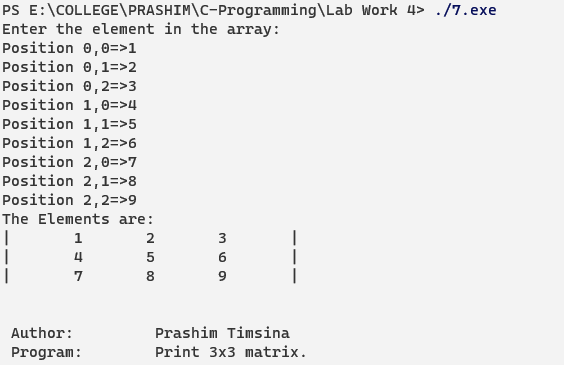 PS E:\COLLEGE\PRASHIM\C-Programming\Lab Work 4> ./7.exe
Enter the element in the array:
Position 0,0=>1
Position 0,1=>2
Position 0,2=>3
Position 1,0=>4
Position 1,1=>5
Position 1,2=>6
Position 2,0=>7
Position 2,1=>8
Position 2,2=>9
The Elements are:
|       1       2       3       |
|       4       5       6       |
|       7       8       9       |
Author:         Prashim Timsina
Program:        Print 3x3 matrix.